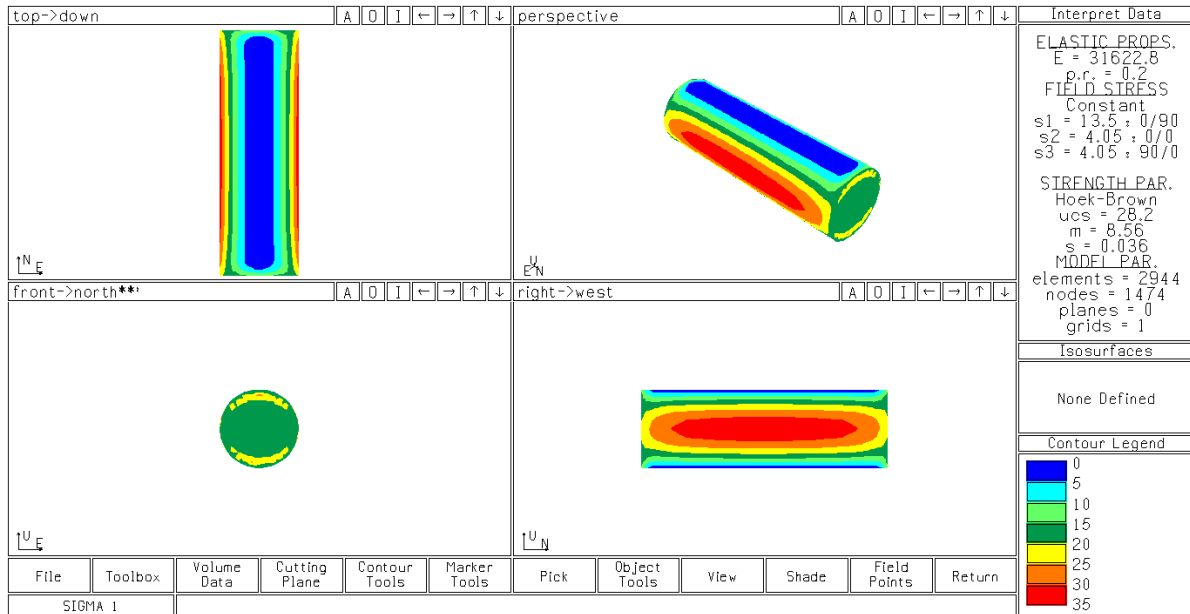 top->down
A O I ← → ↑ ↓
perspective
A O I ← → ↑ ↓
Interpret Data
ELASTIC PROPS.
E = 31622.8
p.r. = 0.2
FIELD STRESS
Constant
s1 = 13.5 : 0/90
s2 = 4.05 : 0/0
s3 = 4.05 : 90/0
STRENGTH PAR.
Hoek-Brown
ucs = 28.2
m = 8.56
s = 0.036
MODEL PAR.
elements = 2944
nodes = 1474
planes = 0
grids = 1
N E
U E N
front->north**'
A O I ← → ↑ ↓
right->west
A O I ← → ↑ ↓
Isosurfaces
None Defined
Contour Legend
0
5
10
15
20
25
30
35
U E
U N
File
Toolbox
Volume
Data
Cutting
Plane
Contour
Tools
Marker
Tools
Pick
Object
Tools
View
Shade
Field
Points
Return
SIGMA 1